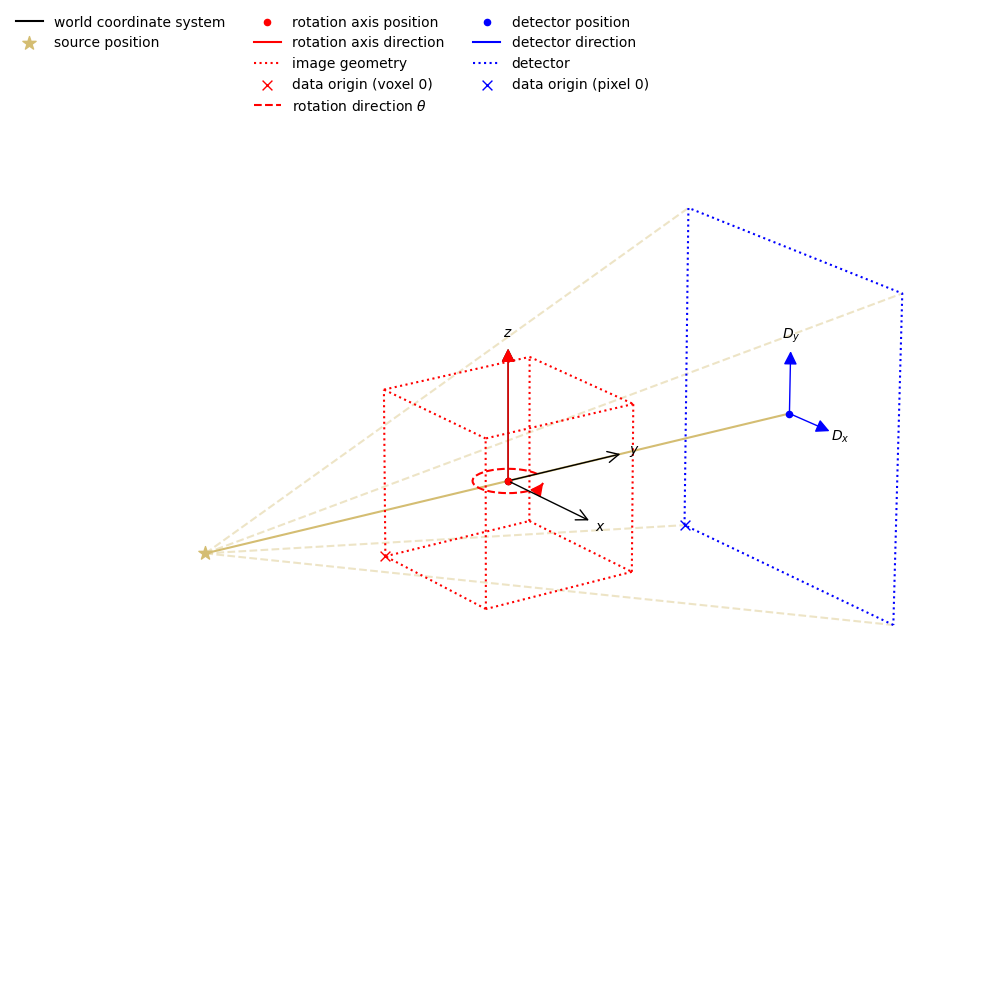 world coordinate system
source position
rotation axis position
rotation axis direction
image geometry
data origin (voxel 0)
rotation direction θ
detector position
detector direction
detector
data origin (pixel 0)
z
D_y
y
D_x
x